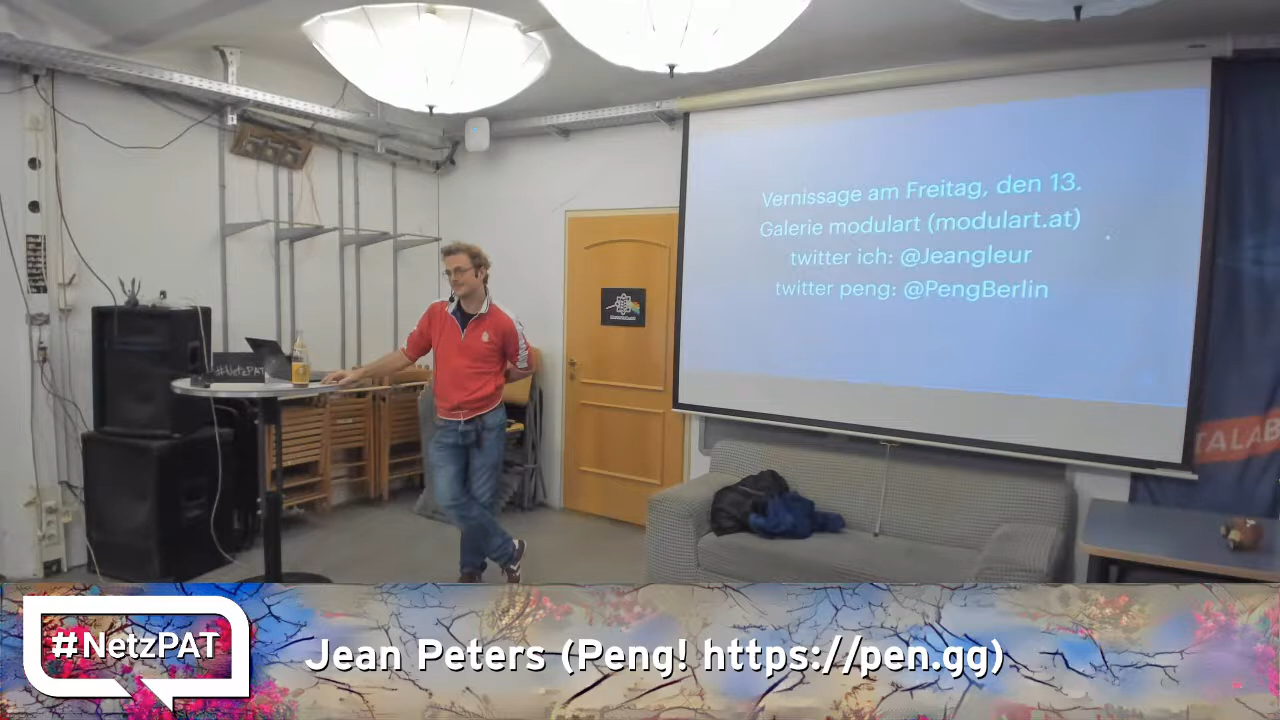 Vernissage am Freitag, den 13.
Galerie modulart (modulart.at)
twitter ich: @Jeangleur
twitter peng: @PengBerlin
#NetzPAT
TALAB
#NetzPAT
Jean Peters (Peng! https://pen.gg)